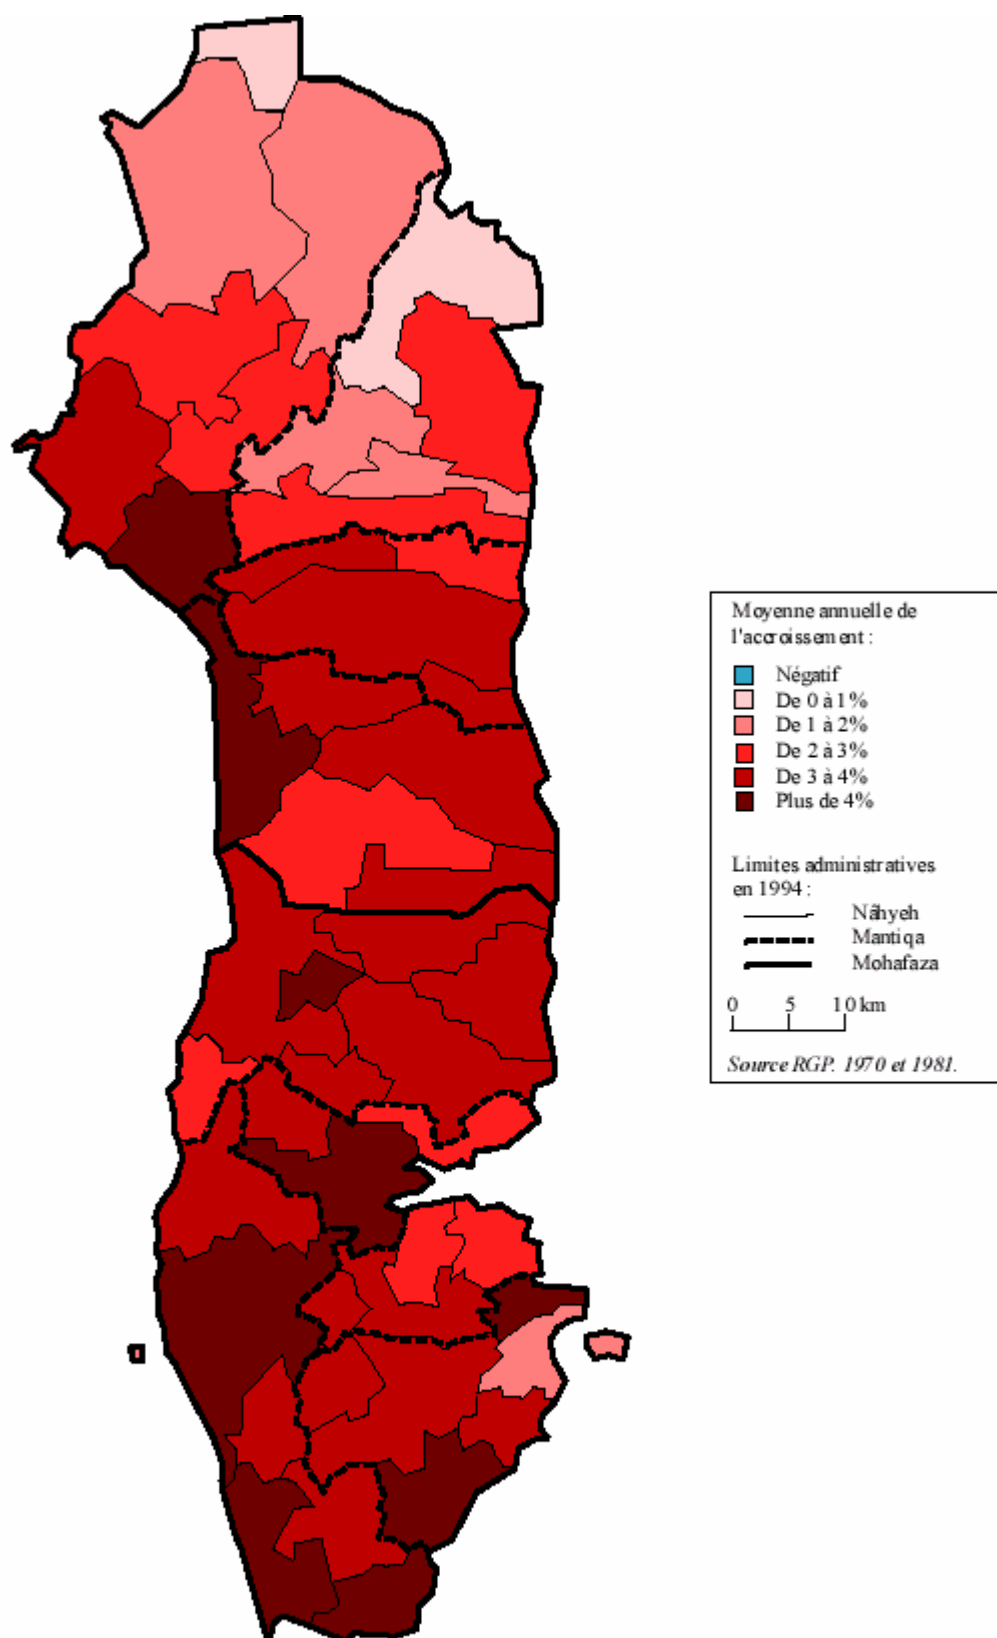 Moyenne annuelle de
l'accroissement :
Négatif
De 0 à 1%
De 1 à 2%
De 2 à 3%
De 3 à 4%
Plus de 4%
Limites administratives
en 1994 :
Nâhyeh
Mantiqa
Mohafaza
0 5 10 km
Source RGP. 1970 et 1981.